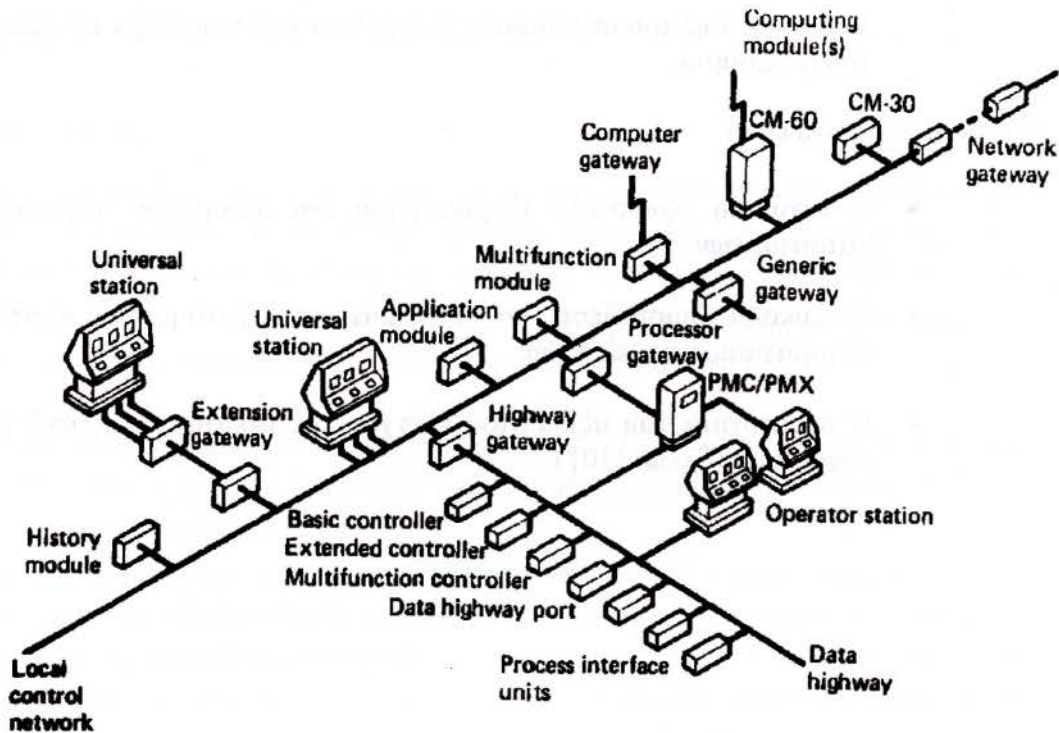 Computing
module(s)
CM-60
CM-30
Computer
gateway
Network
gateway
Multifunction
module
Generic
gateway
Universal
station
Universal
station
Application
module
Processor
gateway
PMC/PMX
Extension
gateway
Highway
gateway
Operator station
Basic controller
Extended controller
Multifunction controller
Data highway port
History
module
Process interface
units
Data
highway
Local
control
network